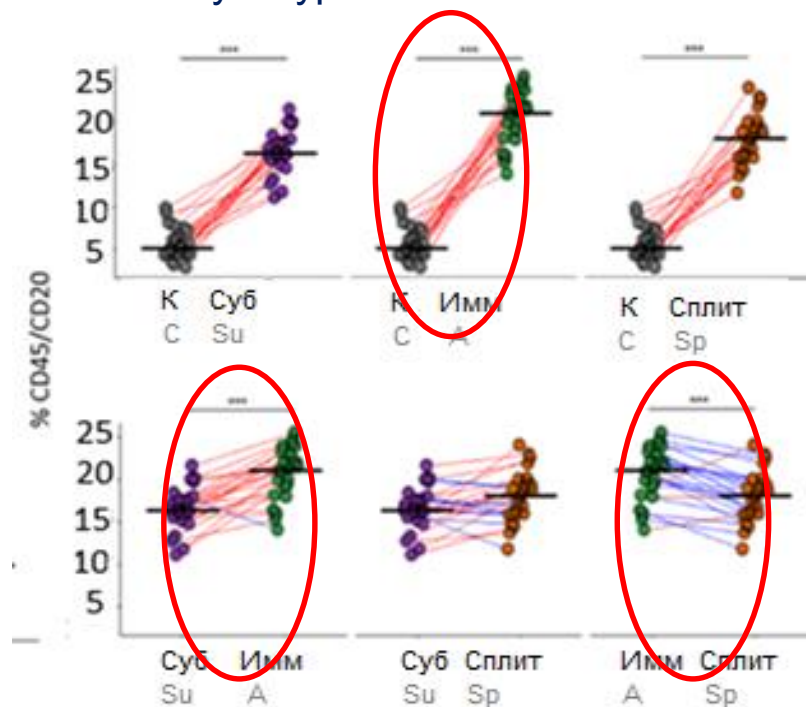 % CD45/CD20
*** *** ***
25
20
15
10
5
К Суб К Имм К Сплит
C Su C A C Sp
*** ***
25
20
15
10
5
Суб Имм Суб Сплит Имм Сплит
Su A Su Sp A Sp